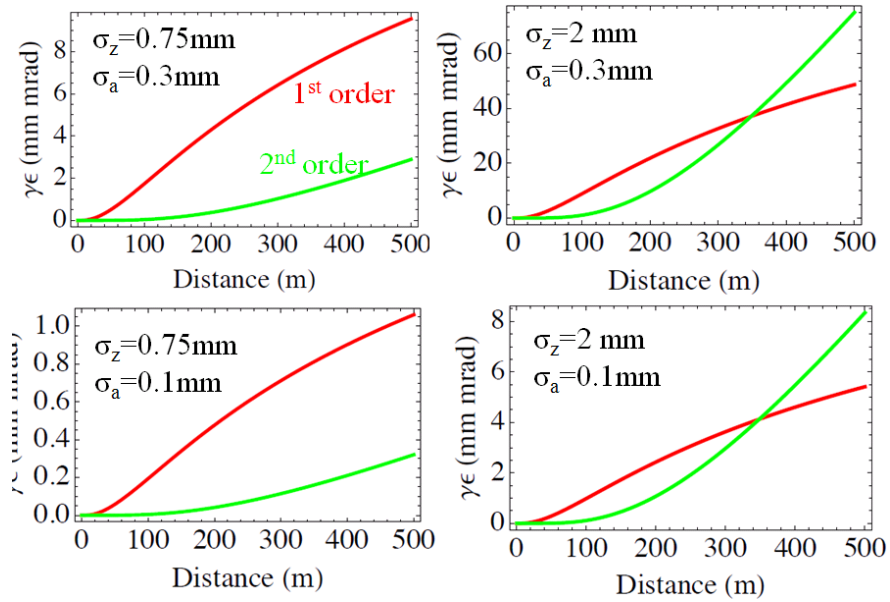 8
6
4
2
0
γϵ (mm mrad)
σz=0.75mm
σa=0.3mm
1st order
2nd order
0 100 200 300 400 500
Distance (m)
60
40
20
0
γϵ (mm mrad)
σz=2 mm
σa=0.3mm
0 100 200 300 400 500
Distance (m)
1.0
0.8
0.6
0.4
0.2
0.0
(mm mrad)
σz=0.75mm
σa=0.1mm
0 100 200 300 400 500
Distance (m)
8
6
4
2
0
γϵ (mm mrad)
σz=2 mm
σa=0.1mm
0 100 200 300 400 500
Distance (m)